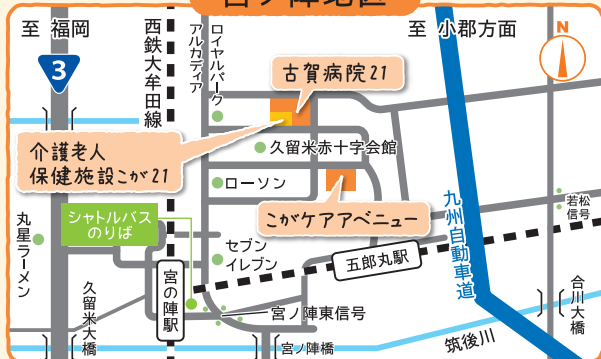 宮ノ陣地区
至 福岡
3
西鉄大牟田線
ロイヤルパーク
アルカディア
至 小郡方面
N
古賀病院21
介護老人
保健施設こが21
久留米赤十字会館
ローソン
こがケアアベニュー
九州自動車道
若松
信号
丸星ラーメン
シャトルバス
のりば
セブン
イレブン
五郎丸駅
宮の陣駅
久留米大橋
宮ノ陣東信号
宮ノ陣橋
筑後川
合川大橋